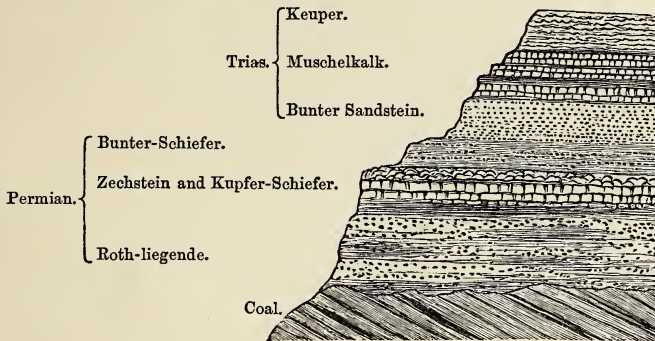 Keuper.
Trias.
Muschelkalk.
Bunter Sandstein.
Bunter-Schiefer.
Zechstein and Kupfer-Schiefer.
Permian.
Roth-liegende.
Coal.